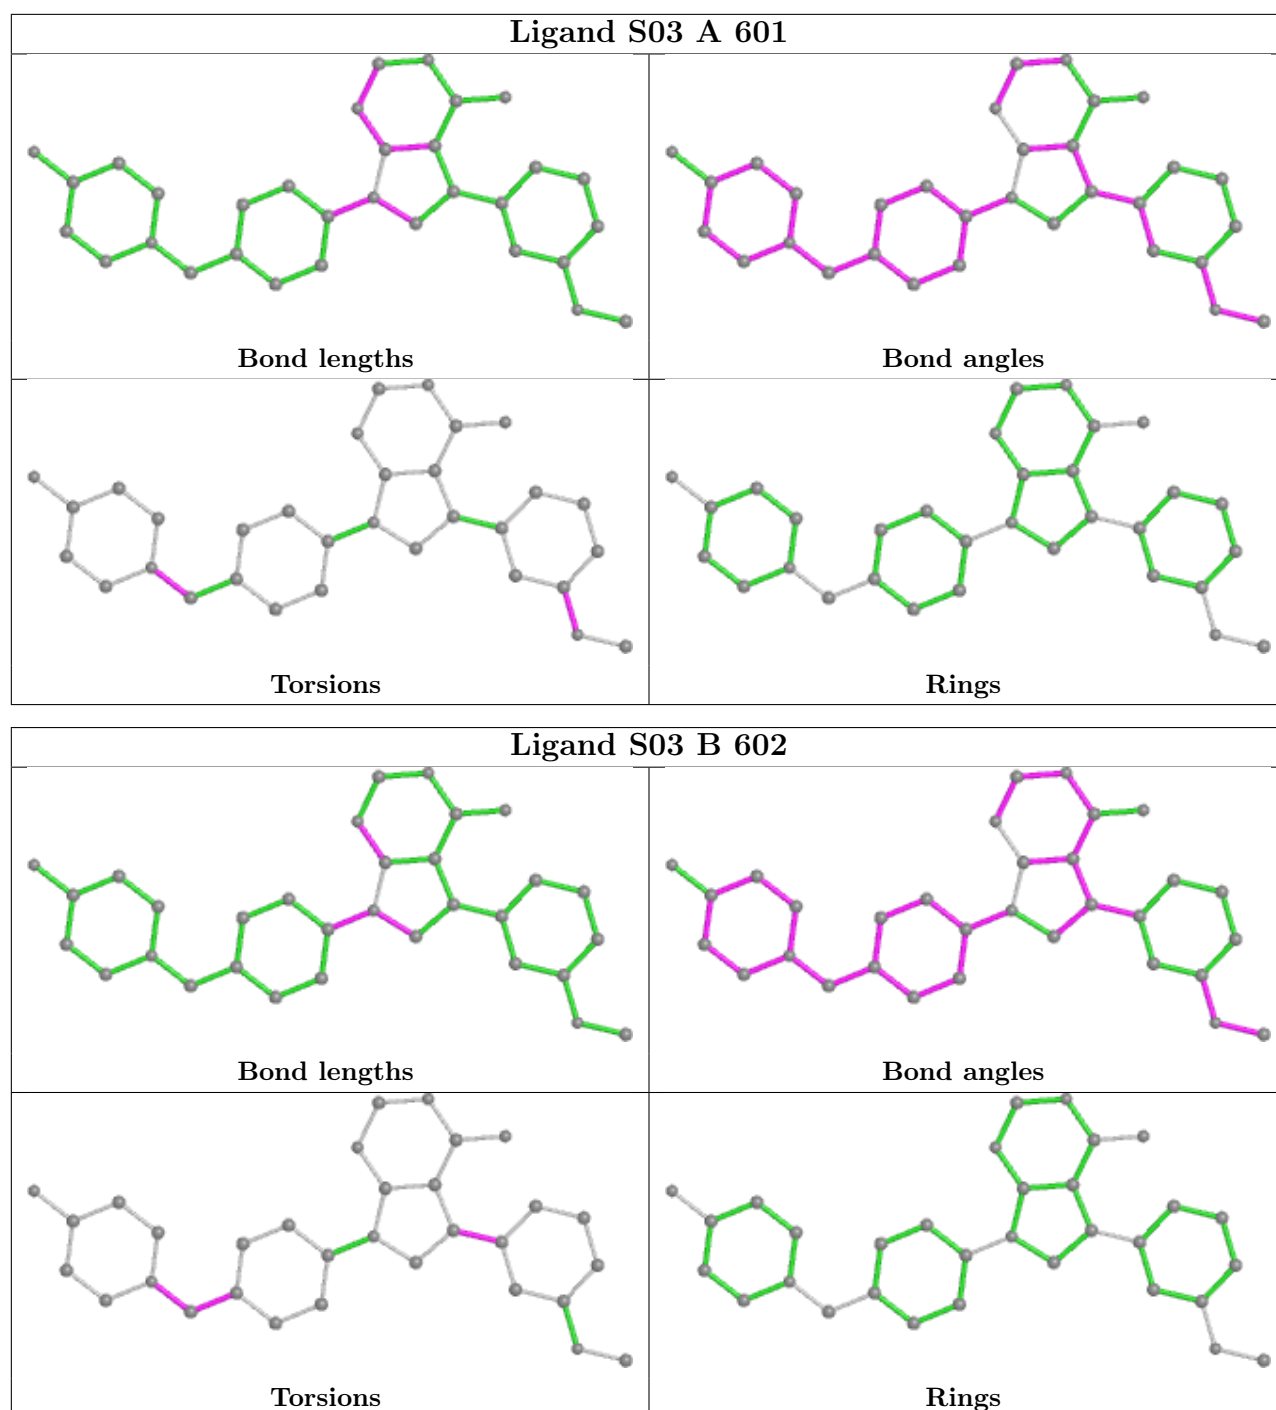 Ligand S03 A 601
Bond lengths
Bond angles
Torsions
Rings
Ligand S03 B 602
Bond lengths
Bond angles
Torsions
Rings